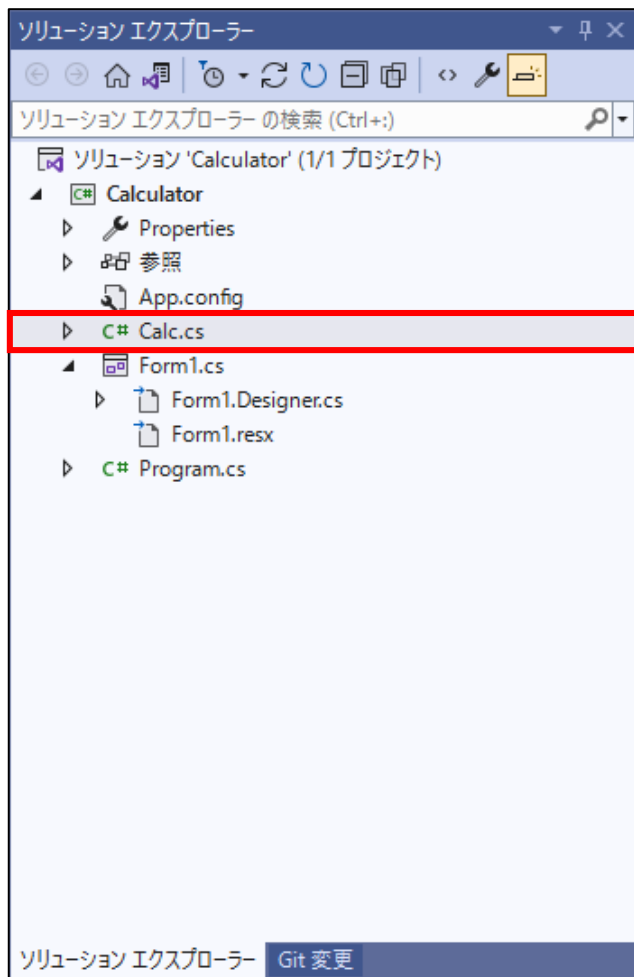 ソリューション エクスプローラー
ソリューション エクスプローラー の検索 (Ctrl+:)
ソリューション 'Calculator' (1/1 プロジェクト)
C# Calculator
Properties
参照
App.config
C# Calc.cs
Form1.cs
Form1.Designer.cs
Form1.resx
C# Program.cs
ソリューション エクスプローラー Git 変更